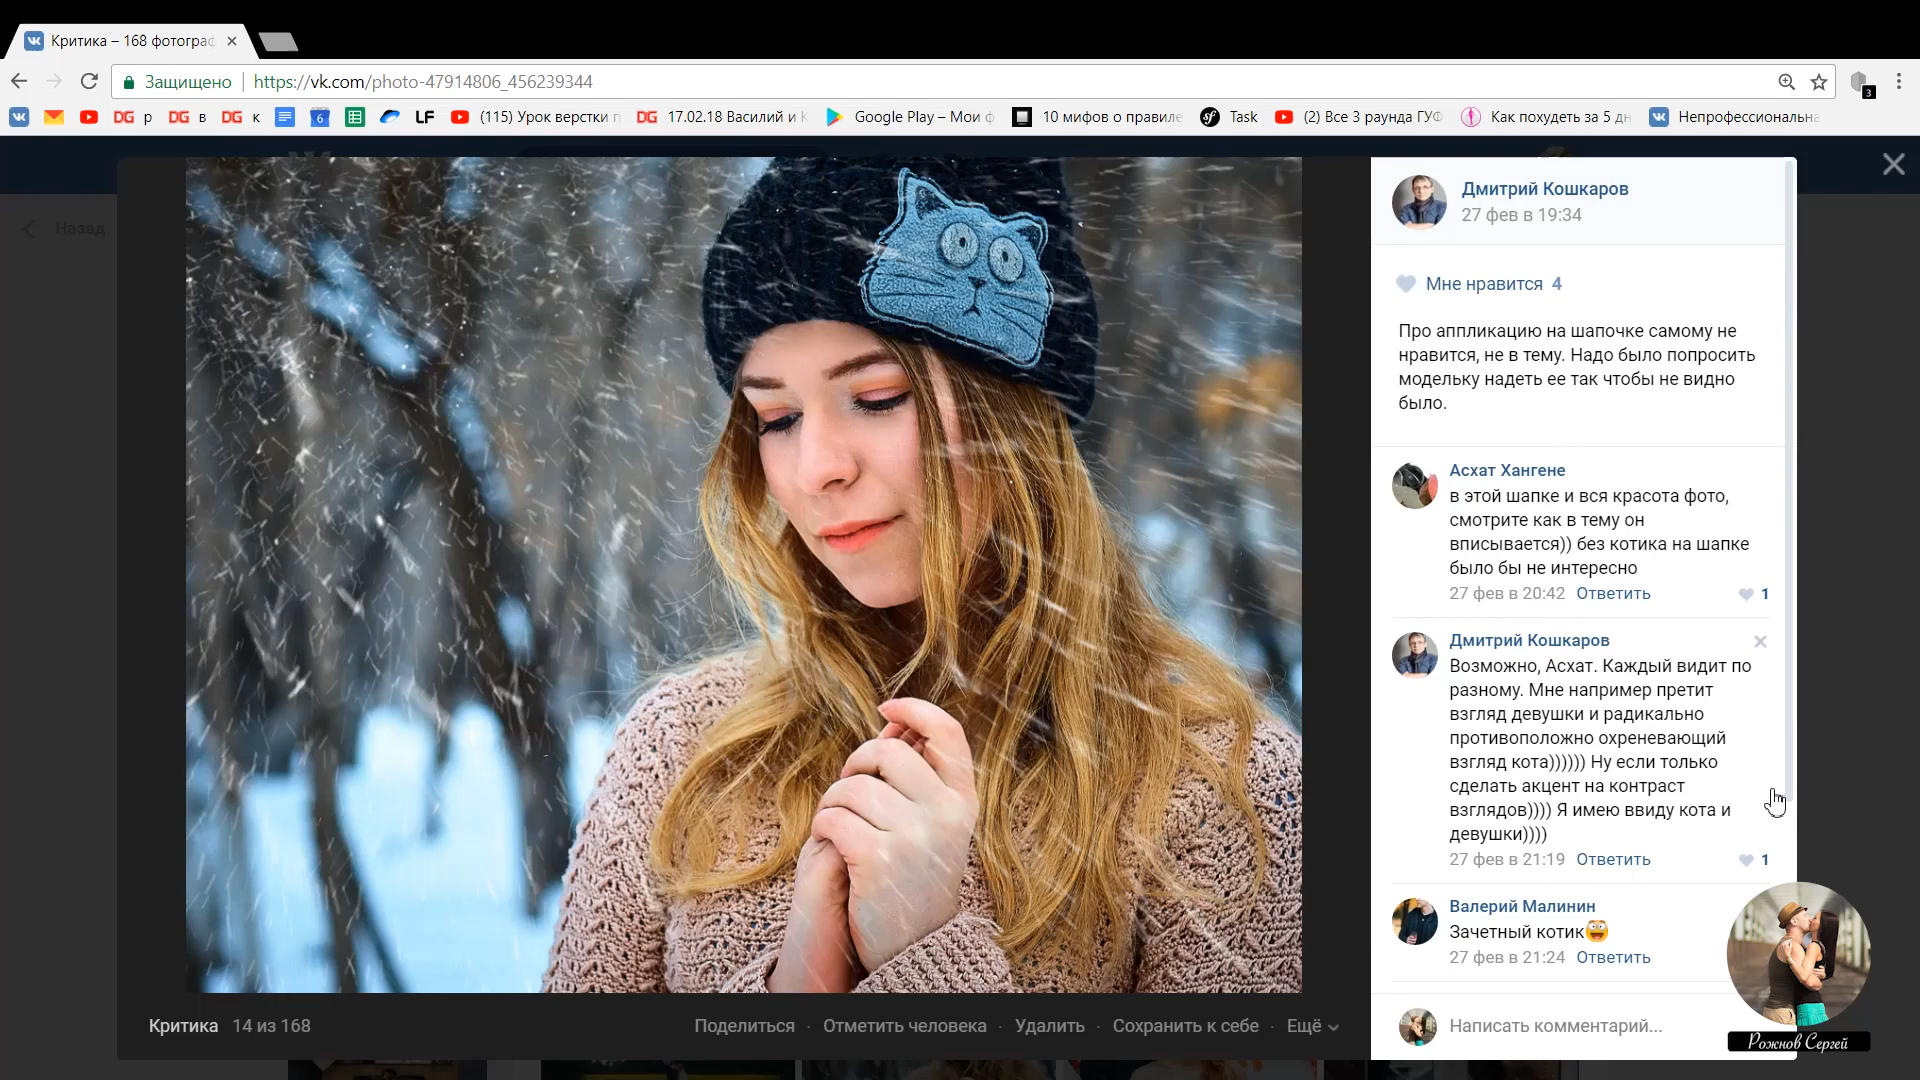 Критика – 168 фотограф
Защищено https://vk.com/photo-47914806_456239344
р в к 6 LF (115) Урок верстки п 17.02.18 Василий и К Google Play – Мои ф 10 мифов о правиле Task (2) Все 3 раунда ГУФ Как похудеть за 5 дн Непрофессиональна
Назад
Дмитрий Кошкаров
27 фев в 19:34
Мне нравится 4
Про аппликацию на шапочке самому не
нравится, не в тему. Надо было попросить
модельку надеть ее так чтобы не видно
было.
Асхат Хангене
в этой шапке и вся красота фото,
смотрите как в тему он
вписывается)) без котика на шапке
было бы не интересно
27 фев в 20:42 Ответить 1
Дмитрий Кошкаров
Возможно, Асхат. Каждый видит по
разному. Мне например претит
взгляд девушки и радикально
противоположно охреневающий
взгляд кота)))))) Ну если только
сделать акцент на контраст
взглядов)))) Я имею ввиду кота и
девушки))))
27 фев в 21:19 Ответить 1
Валерий Малинин
Зачетный котик
27 фев в 21:24 Ответить
Критика 14 из 168 Поделиться · Отметить человека · Удалить · Сохранить к себе · Ещё
Написать комментарий...
Рожнов Сергей